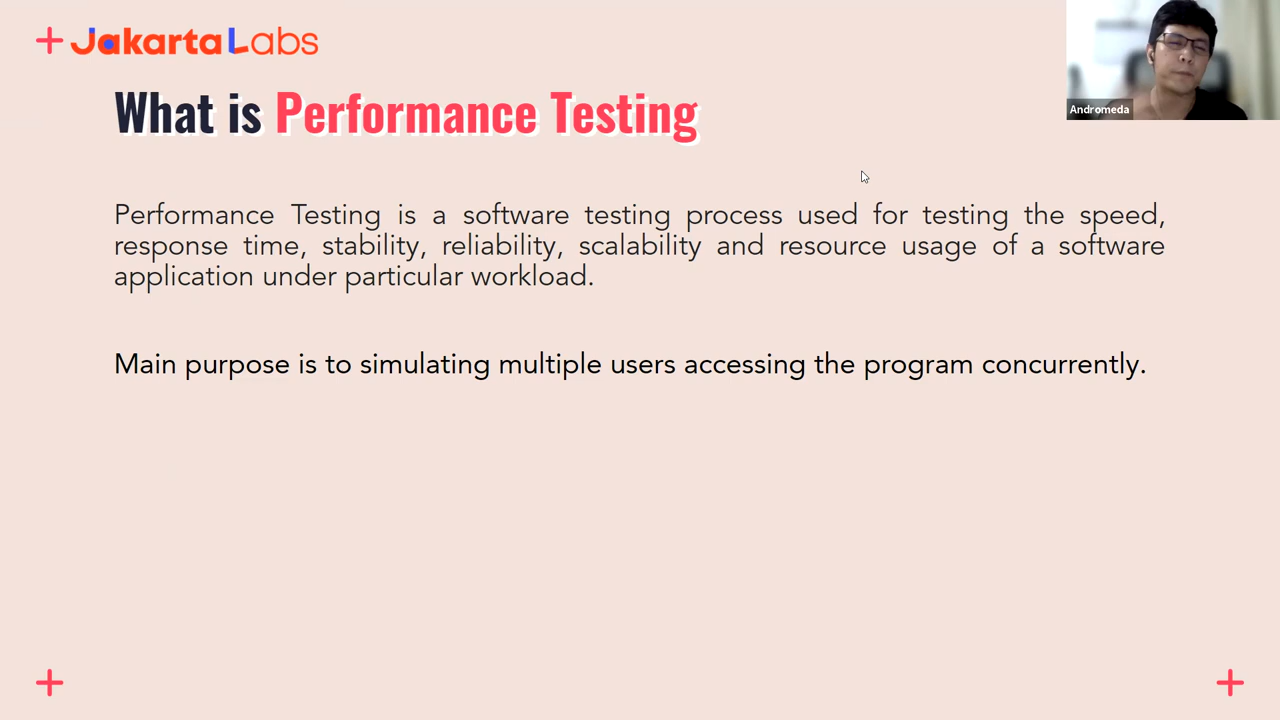 JakartaLabs
Andromeda
What is Performance Testing
Performance Testing is a software testing process used for testing the speed,
response time, stability, reliability, scalability and resource usage of a software
application under particular workload.
Main purpose is to simulating multiple users accessing the program concurrently.